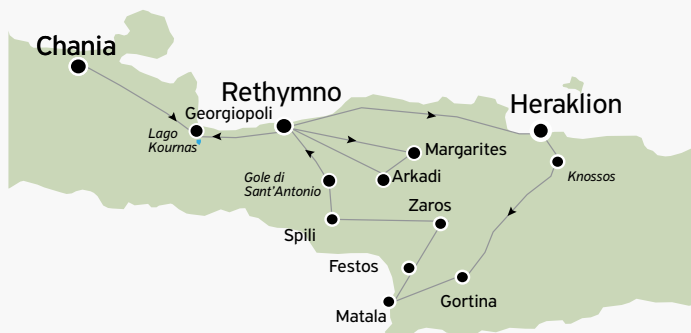 Chania
Rethymno
Heraklion
Georgiopoli
Lago
Kournas
Margarites
Gole di
Sant'Antonio
Arkadi
Knossos
Zaros
Spili
Festos
Gortina
Matala